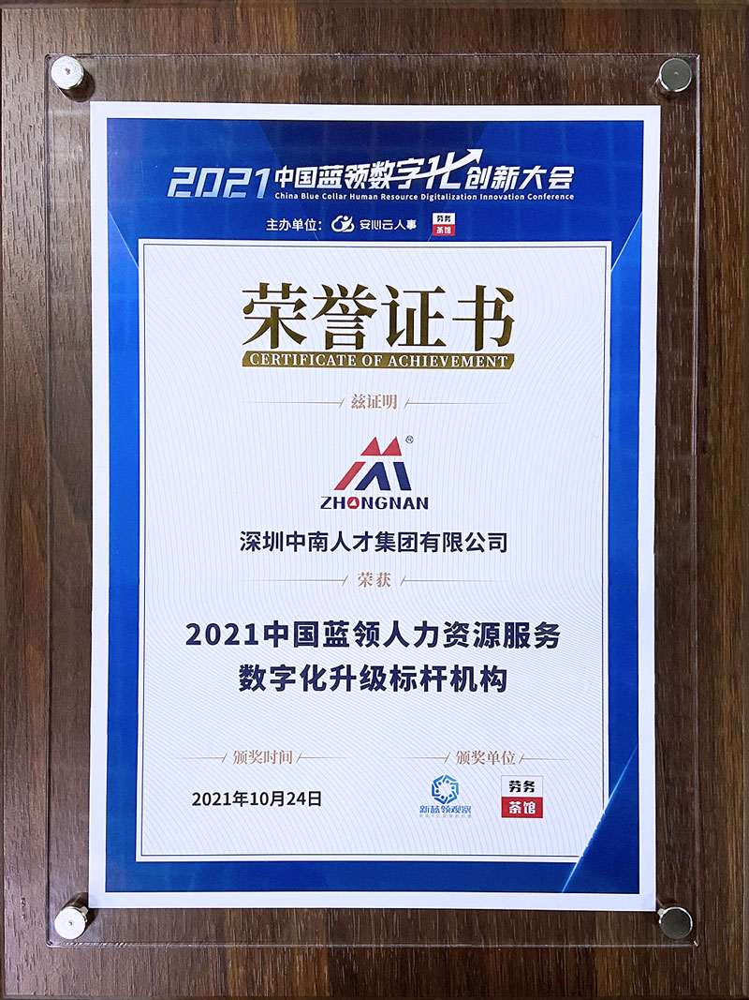 2021中国蓝领数字化创新大会
China Blue Collar Human Resource Digitalization Innovation Conference
主办单位： 安心云人事 劳务茶馆
荣誉证书
CERTIFICATE OF ACHIEVEMENT
兹证明
®
ZHONGNAN
深圳中南人才集团有限公司
荣获
2021中国蓝领人力资源服务
数字化升级标杆机构
颁奖时间 颁奖单位
2021年10月24日 新蓝领观察 劳务茶馆